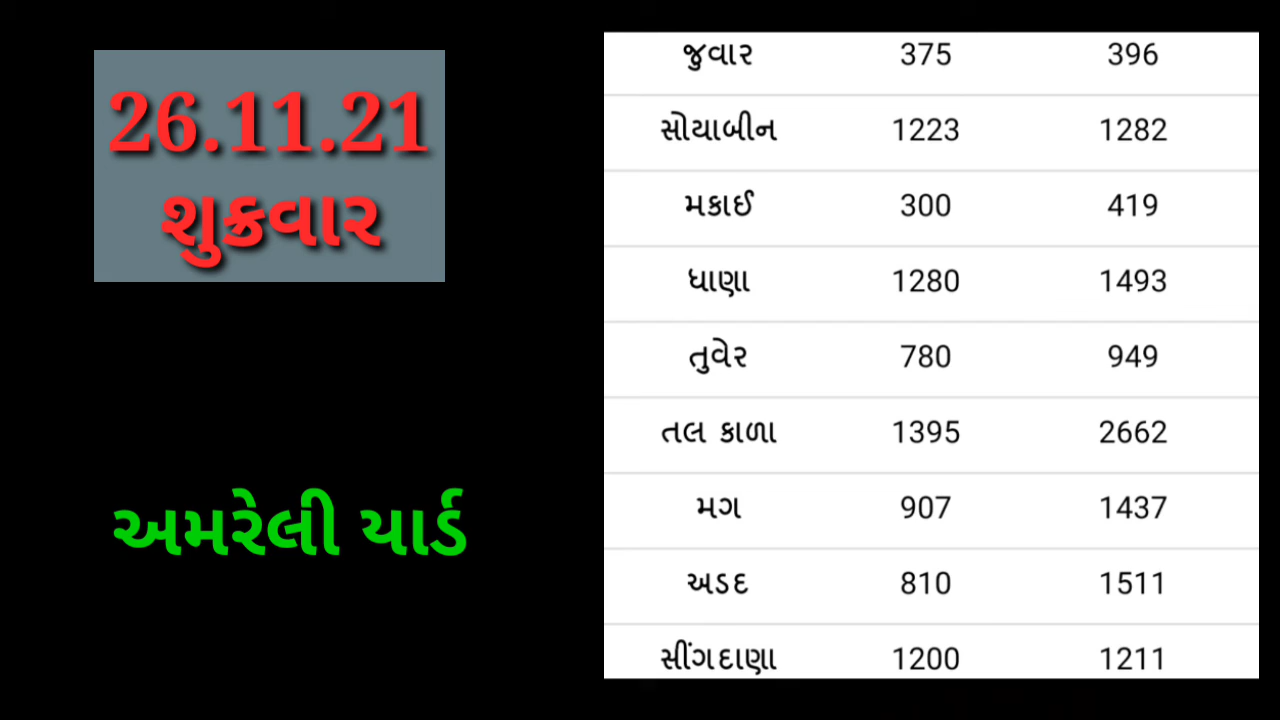 26.11.21
શુક્રવાર
અમરેલી યાર્ડ
જુવાર 375 396
સોયાબીન 1223 1282
મકાઈ 300 419
ધાણા 1280 1493
તુવેર 780 949
તલ કાળા 1395 2662
મગ 907 1437
અડદ 810 1511
સીંગદાણા 1200 1211